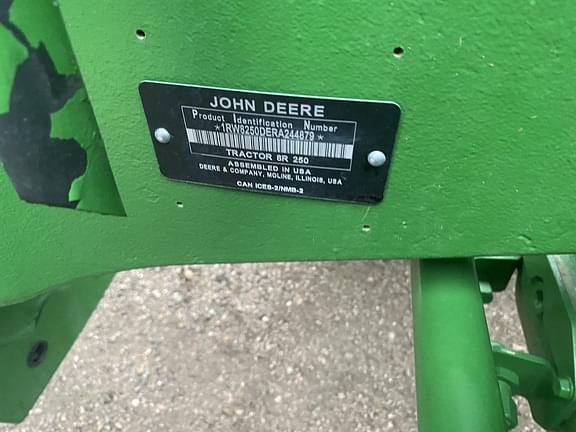 JOHN DEERE
Product Identification Number
*1RW8250DERA244879*
TRACTOR 8R 250
ASSEMBLED IN USA
DEERE & COMPANY, MOLINE, ILLINOIS, USA
CAN ICES-2/NMB-2